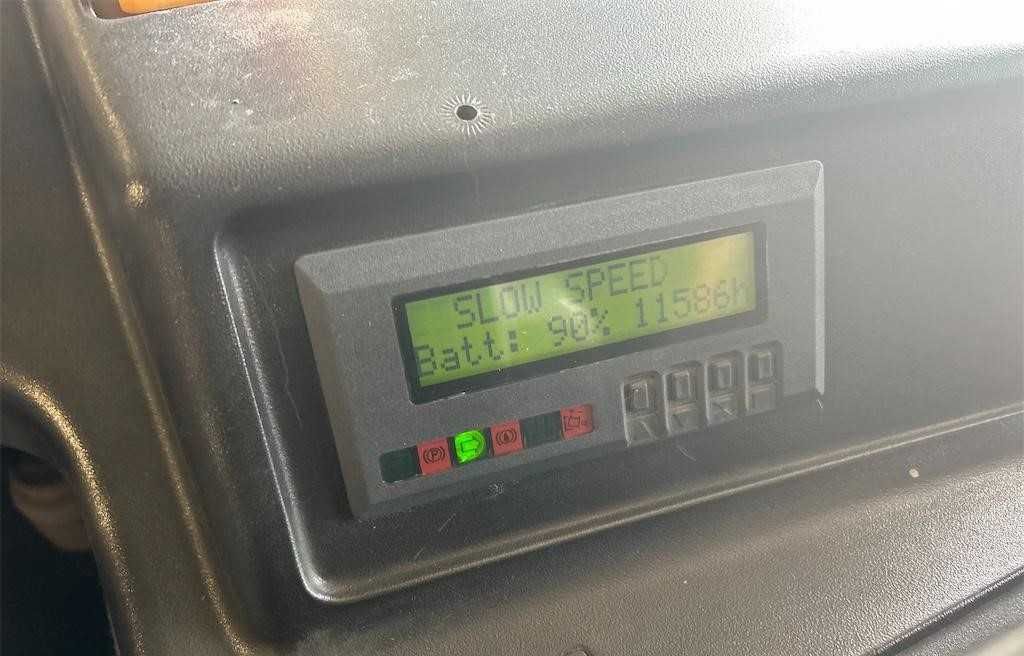 SLOW SPEED
Batt: 90% 11586h
P